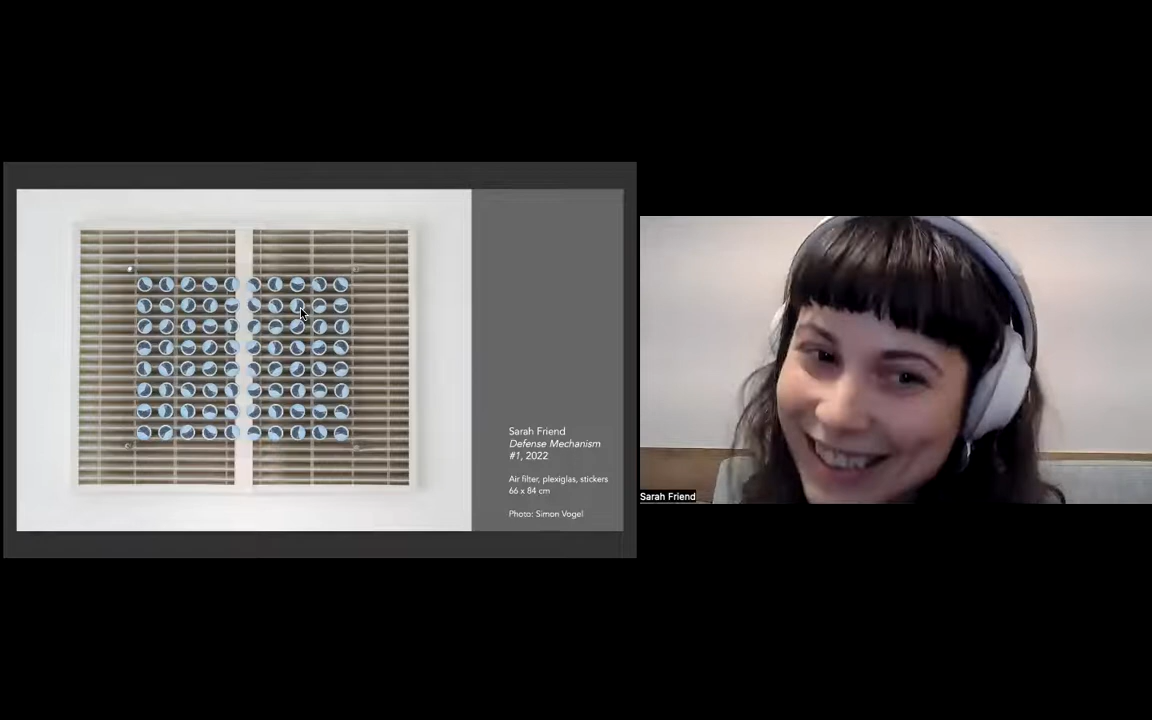 Sarah Friend
Defense Mechanism
#1, 2022
Air filter, plexiglas, stickers
66 x 84 cm
Photo: Simon Vogel
Sarah Friend